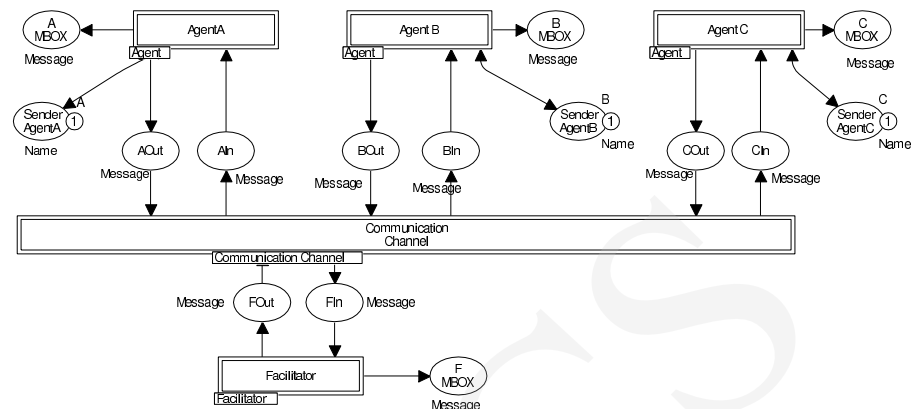 A
MBOX
AgentA
Agent B
B
MBOX
Agent C
C
MBOX
Message
Agent
Agent
Message
Agent
Message
A
Sender
AgentA
1
Name
B
Sender
AgentB
1
Name
C
Sender
AgentC
1
Name
AOut
AIn
BOut
BIn
COut
CIn
Message
Message
Message
Message
Message
Message
Communication
Channel
Communication Channel
Message
FOut
FIn
Message
Facilitator
Facilitator
F
MBOX
Message